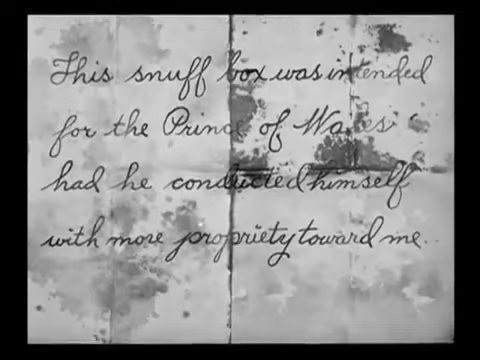 This snuff box was intended
for the Prince of Wales
had he conducted himself
with more propriety toward me.